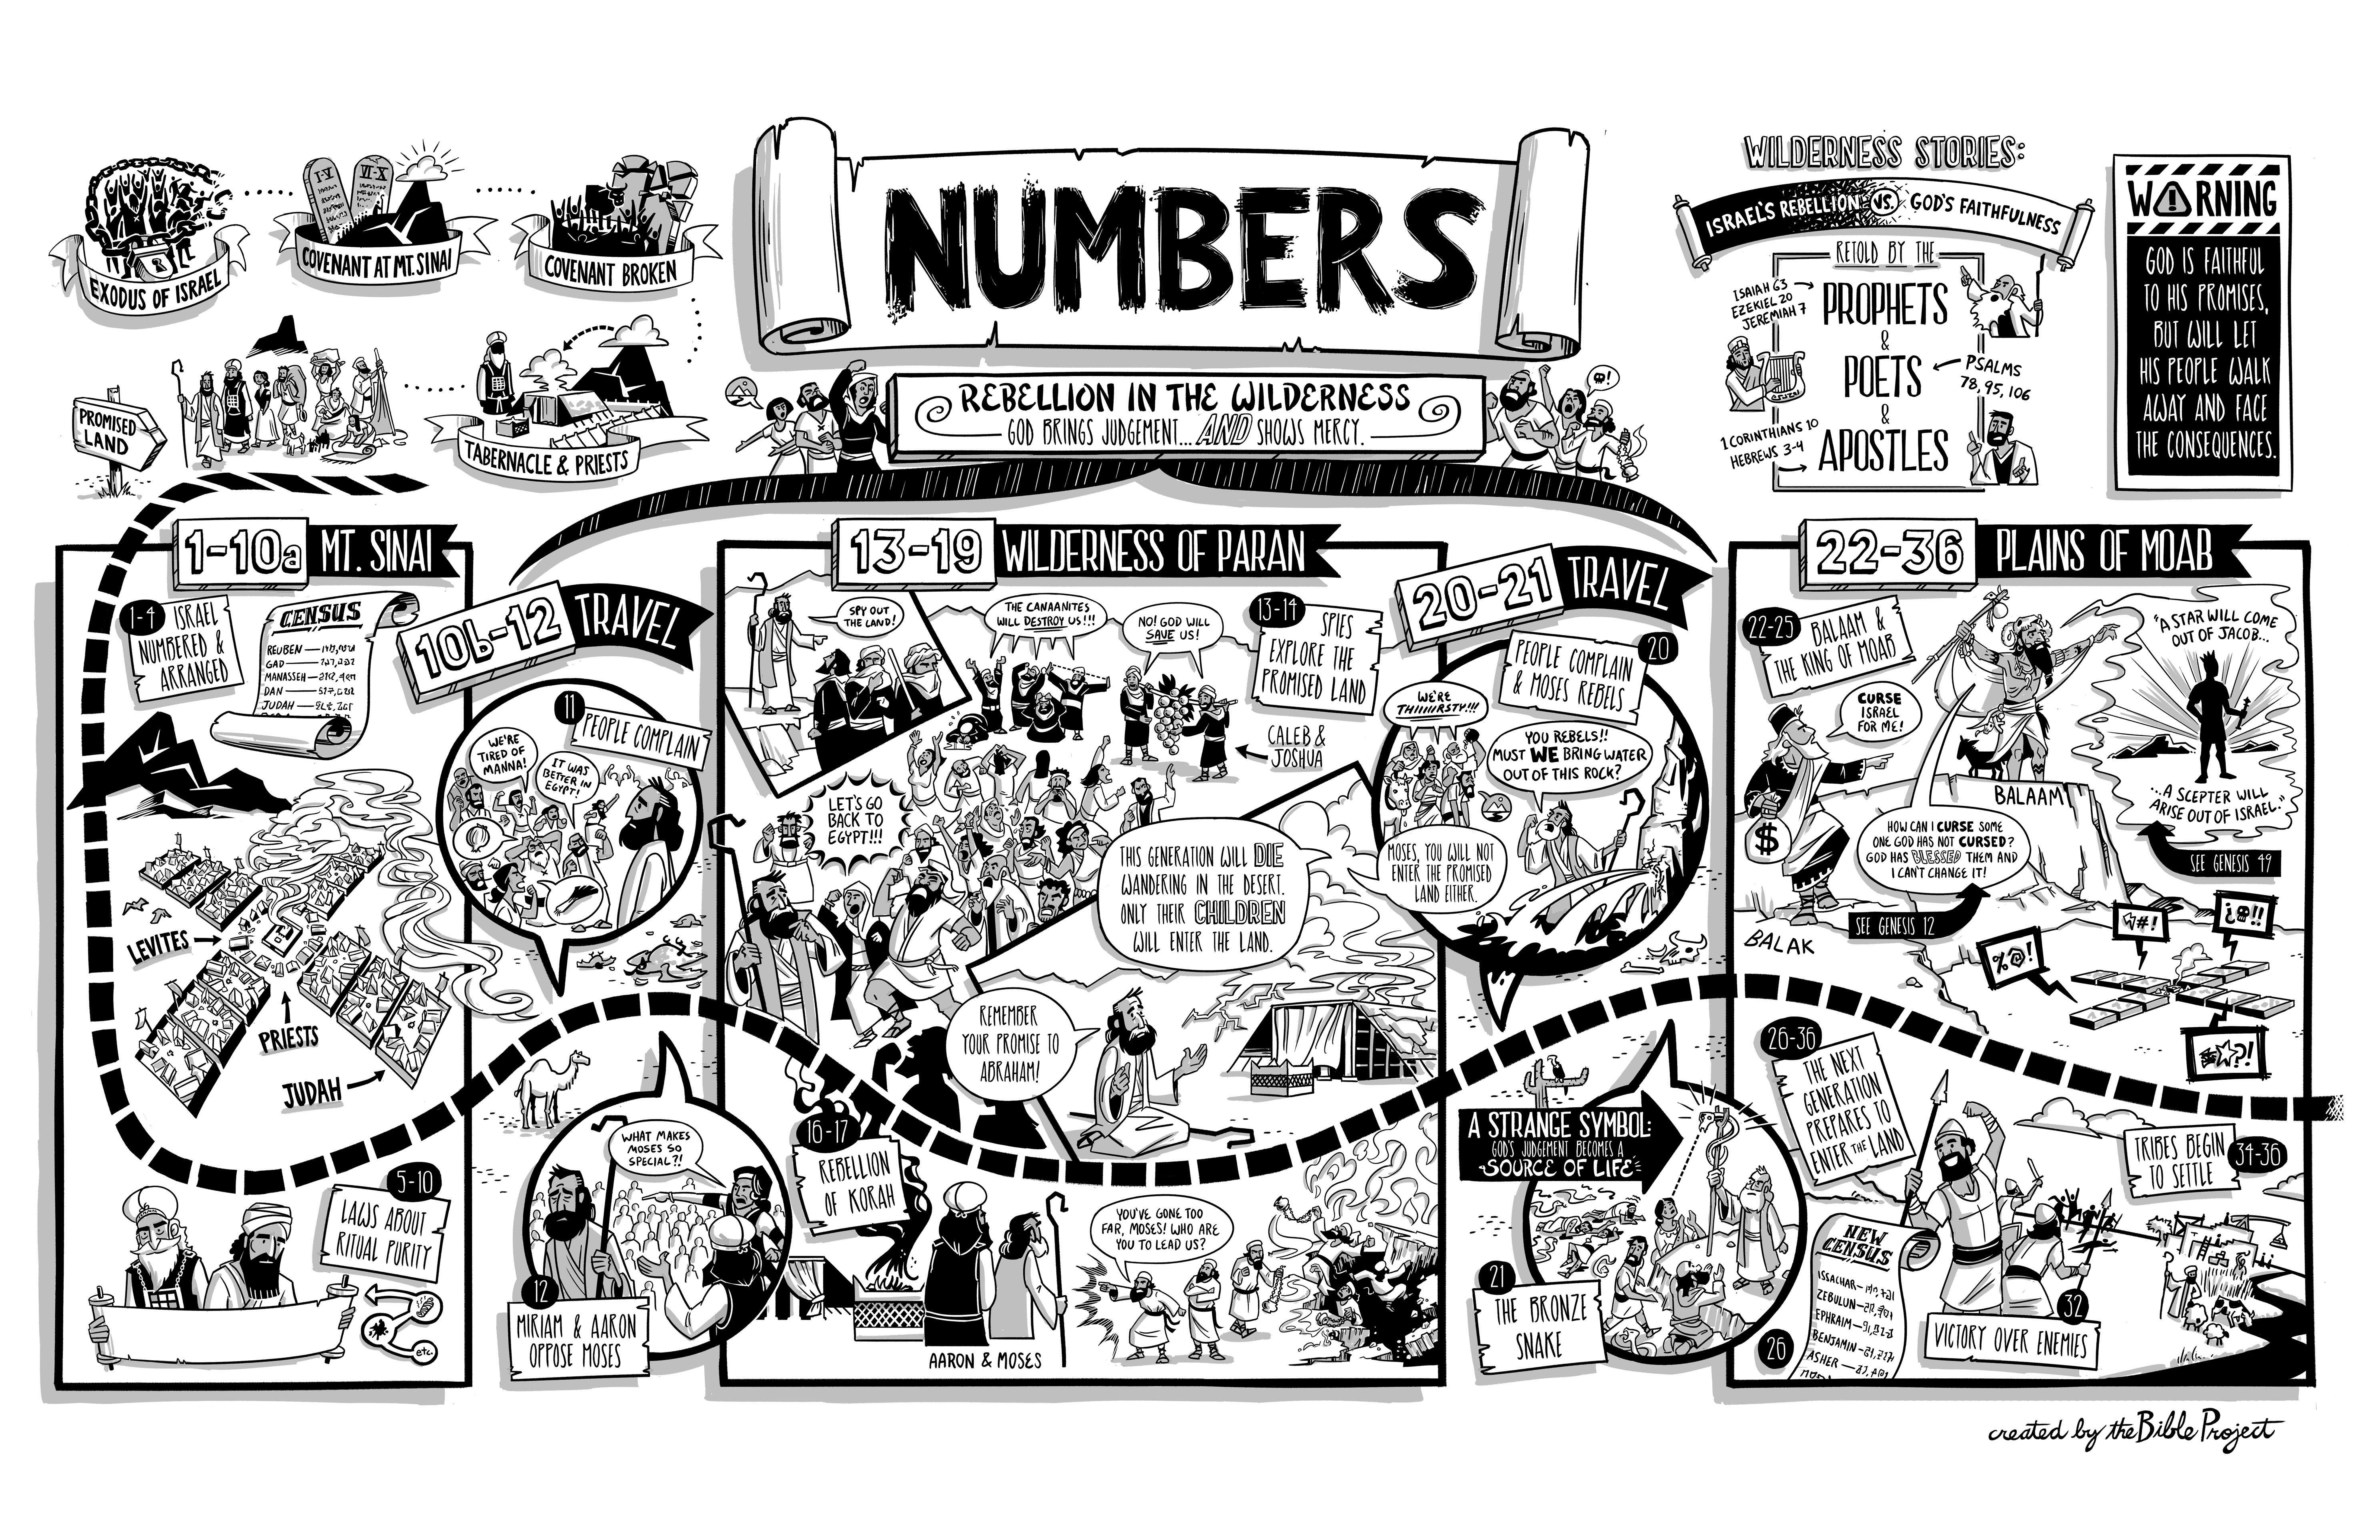 EXODUS OF ISRAEL
I-V
VI-X
COVENANT AT MT. SINAI
COVENANT BROKEN
TABERNACLE & PRIESTS
PROMISED
LAND
NUMBERS
REBELLION IN THE WILDERNESS
GOD BRINGS JUDGEMENT... AND SHOWS MERCY.
WILDERNESS STORIES:
ISRAEL'S REBELLION VS. GOD'S FAITHFULNESS
RETOLD BY THE
ISAIAH 63
EZEKIEL 20
JEREMIAH 7
PROPHETS
&
POETS
PSALMS
78, 95, 106
&
1 CORINTHIANS 10
HEBREWS 3-4
APOSTLES
WARNING
GOD IS FAITHFUL
TO HIS PROMISES,
BUT WILL LET
HIS PEOPLE WALK
AWAY AND FACE
THE CONSEQUENCES.
1-10a MT. SINAI
1-4 ISRAEL
NUMBERED &
ARRANGED
CENSUS
REUBEN
GAD
MANASSEH
DAN
JUDAH
LEVITES
PRIESTS
JUDAH
5-10
LAWS ABOUT
RITUAL PURITY
etc.
10b-12 TRAVEL
11
PEOPLE COMPLAIN
WE'RE
TIRED OF
MANNA!
IT WAS
BETTER IN
EGYPT!
WHAT MAKES
MOSES SO
SPECIAL?!
12
MIRIAM & AARON
OPPOSE MOSES
13-19 WILDERNESS OF PARAN
SPY OUT
THE LAND!
THE CANAANITES
WILL DESTROY US!!!
NO! GOD WILL
SAVE US!
13-14 SPIES
EXPLORE THE
PROMISED LAND
CALEB &
JOSHUA
LET'S GO
BACK TO
EGYPT!!!
THIS GENERATION WILL DIE
WANDERING IN THE DESERT.
ONLY THEIR CHILDREN
WILL ENTER THE LAND.
REMEMBER
YOUR PROMISE TO
ABRAHAM!
16-17
REBELLION
OF KORAH
AARON & MOSES
YOU'VE GONE TOO
FAR, MOSES! WHO ARE
YOU TO LEAD US?
20-21 TRAVEL
20
PEOPLE COMPLAIN
& MOSES REBELS
WE'RE
THIIIIIRSTY!!!
YOU REBELS!!
MUST WE BRING WATER
OUT OF THIS ROCK?
MOSES, YOU WILL NOT
ENTER THE PROMISED
LAND EITHER.
A STRANGE SYMBOL:
GOD'S JUDGEMENT BECOMES A
SOURCE OF LIFE
21
THE BRONZE
SNAKE
22-36 PLAINS OF MOAB
22-25 BALAAM &
THE KING OF MOAB
CURSE
ISRAEL
FOR ME!
$
BALAK
BALAAM
HOW CAN I CURSE SOME
ONE GOD HAS NOT CURSED?
GOD HAS BLESSED THEM AND
I CAN'T CHANGE IT!
SEE GENESIS 12
"A STAR WILL COME
OUT OF JACOB...
...A SCEPTER WILL
ARISE OUT OF ISRAEL."
SEE GENESIS 49
%@!
26-36
THE NEXT
GENERATION
PREPARES TO
ENTER THE LAND
NEW
CENSUS
ISSACHAR
ZEBULUN
EPHRAIM
BENJAMIN
ASHER
26
32
VICTORY OVER ENEMIES
TRIBES BEGIN
TO SETTLE
34-36
created by the Bible Project